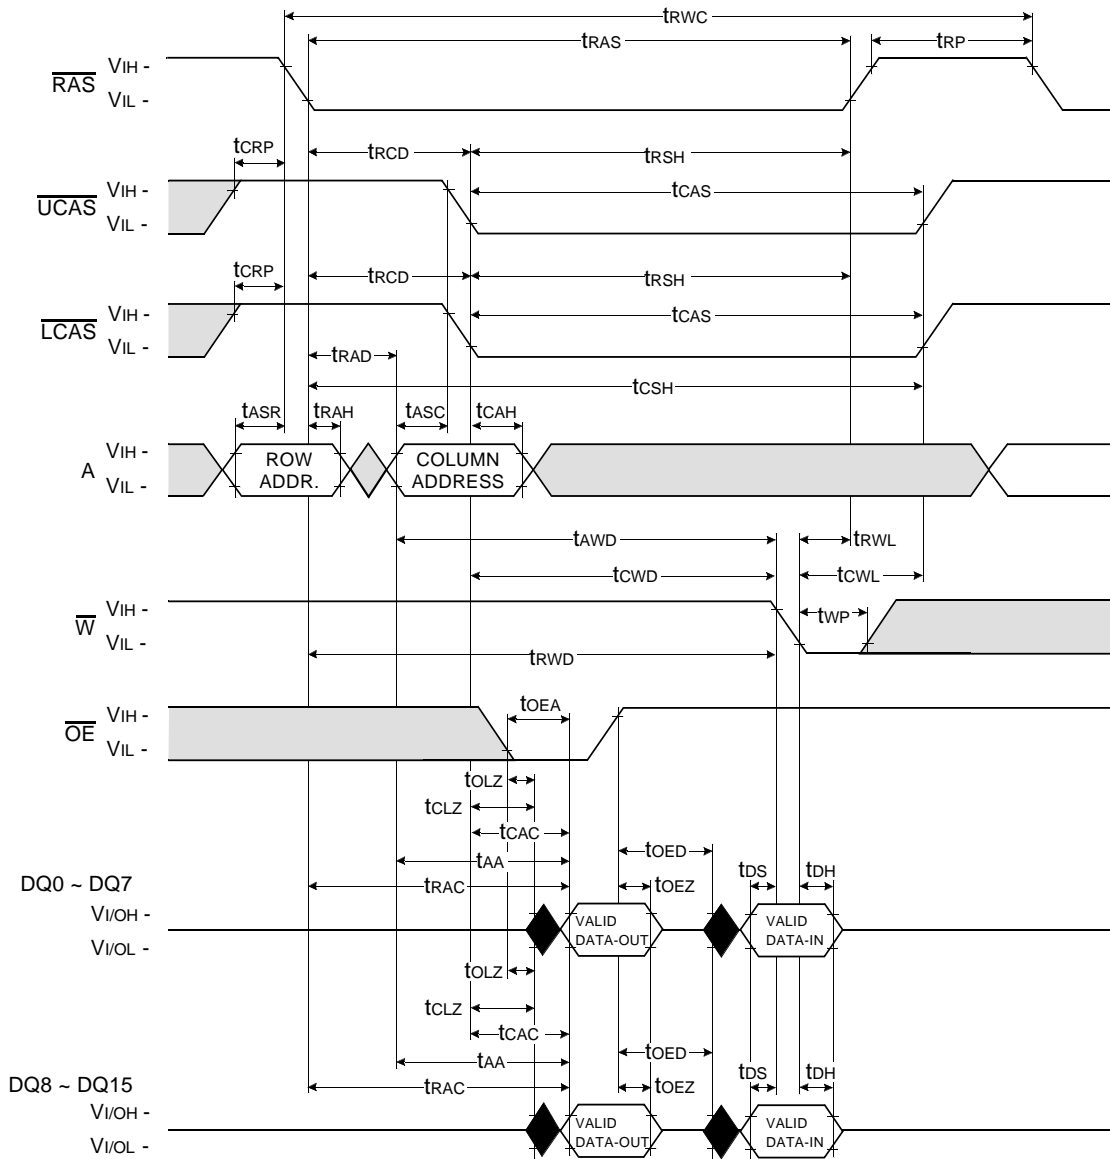 tRWC
tRAS tRP
RAS VIH -
VIL -
tCRP tRCD tRSH
UCAS VIH - tCAS
VIL -
tCRP tRCD tRSH
LCAS VIH - tCAS
VIL -
tRAD
tCSH
tASR tRAH tASC tCAH
A VIH - ROW ADDR. COLUMN ADDRESS
VIL -
tAWD tRWL
tCWD tCWL
W VIH - tWP
VIL -
tRWD
tOEA
OE VIH -
VIL -
tOLZ
tCLZ
tCAC tOED
tAA tDS tDH
DQ0 ~ DQ7 tRAC tOEZ
VI/OH - VALID DATA-OUT VALID DATA-IN
VI/OL -
tOLZ
tCLZ
tCAC tOED
tAA tDS tDH
DQ8 ~ DQ15 tRAC tOEZ
VI/OH - VALID DATA-OUT VALID DATA-IN
VI/OL -